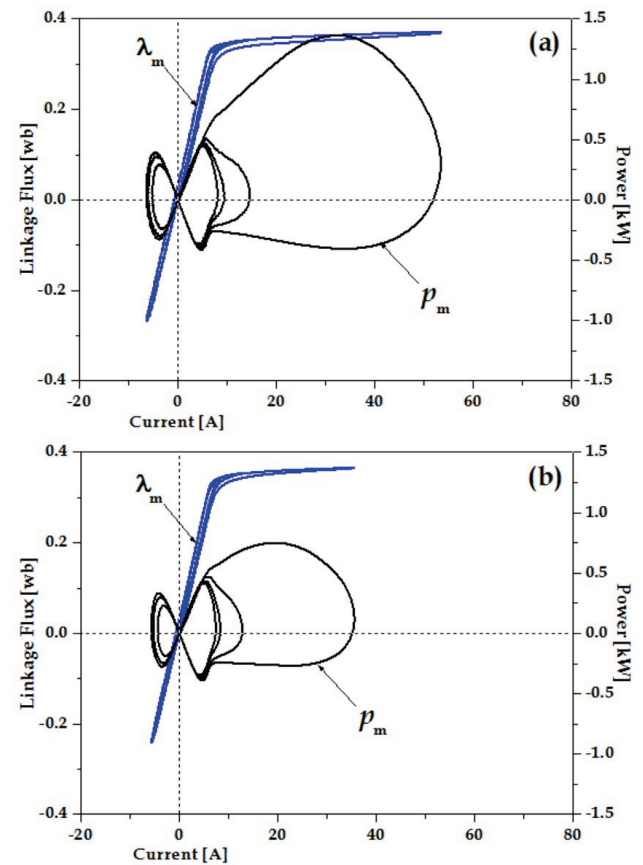 0.4
0.2
0.0
-0.2
-0.4
Linkage Flux [wb]
λm
(a)
pm
1.5
1.0
0.5
0.0
-0.5
-1.0
-1.5
Power [kW]
-20 0 20 40 60 80
Current [A]
0.4
0.2
0.0
-0.2
-0.4
Linkage Flux [wb]
λm
(b)
pm
1.5
1.0
0.5
0.0
-0.5
-1.0
-1.5
Power [kW]
-20 0 20 40 60 80
Current [A]